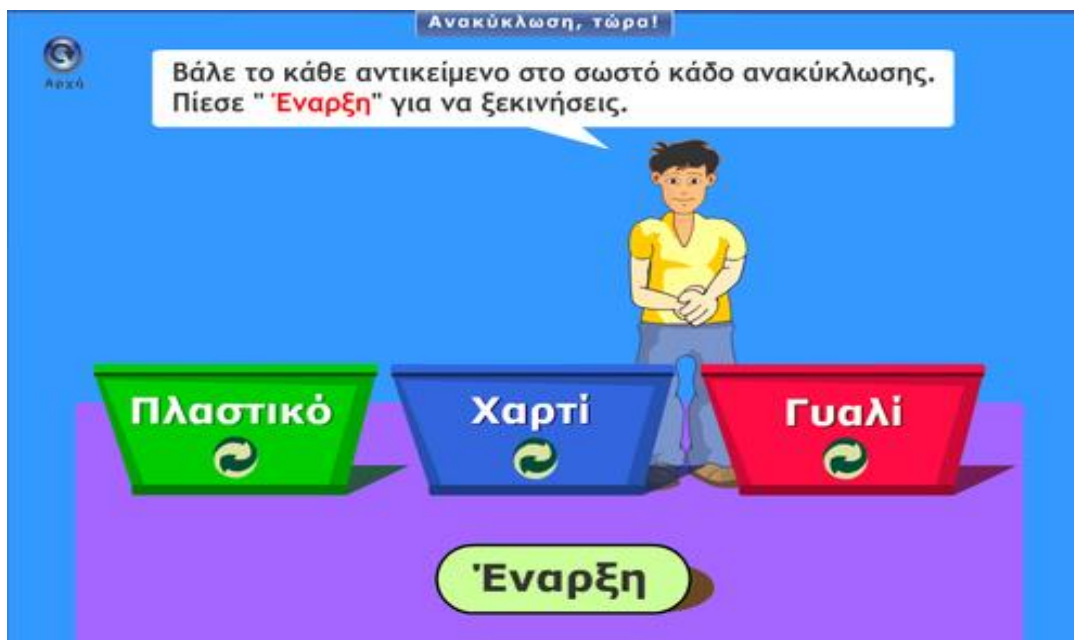 Ανακύκλωση, τώρα!
Αρχή
Βάλε το κάθε αντικείμενο στο σωστό κάδο ανακύκλωσης.
Πίεσε " Έναρξη" για να ξεκινήσεις.
Πλαστικό
Χαρτί
Γυαλί
Έναρξη